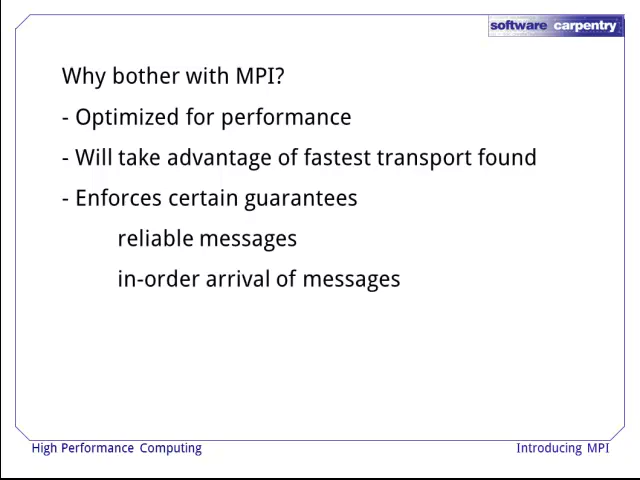 software carpentry
Why bother with MPI?
- Optimized for performance
- Will take advantage of fastest transport found
- Enforces certain guarantees
reliable messages
in-order arrival of messages
High Performance Computing
Introducing MPI